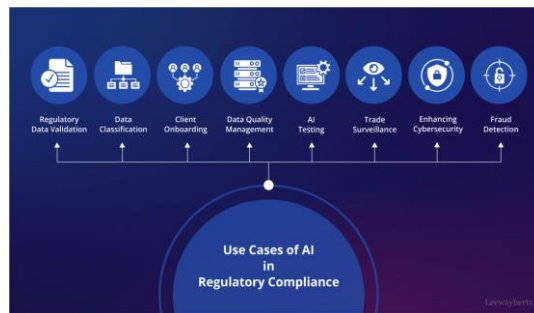 Regulatory
Data Validation
Data
Classification
Client
Onboarding
Data Quality
Management
AI
Testing
Trade
Surveillance
Enhancing
Cybersecurity
Fraud
Detection
Use Cases of AI
in
Regulatory Compliance
Leewayhertz